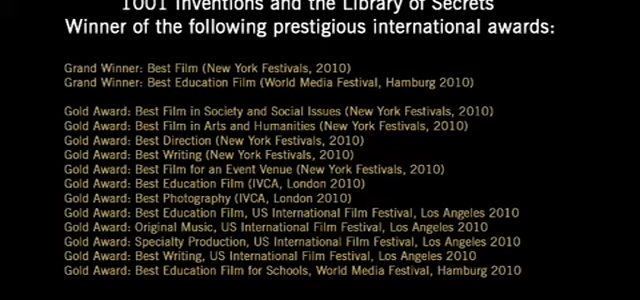 1001 Inventions and the Library of Secrets
Winner of the following prestigious international awards:
Grand Winner: Best Film (New York Festivals, 2010)
Grand Winner: Best Education Film (World Media Festival, Hamburg 2010)
Gold Award: Best Film in Society and Social Issues (New York Festivals, 2010)
Gold Award: Best Film in Arts and Humanities (New York Festivals, 2010)
Gold Award: Best Direction (New York Festivals, 2010)
Gold Award: Best Writing (New York Festivals, 2010)
Gold Award: Best Film for an Event Venue (New York Festivals, 2010)
Gold Award: Best Education Film (IVCA, London 2010)
Gold Award: Best Photography (IVCA, London 2010)
Gold Award: Best Education Film, US International Film Festival, Los Angeles 2010
Gold Award: Original Music, US International Film Festival, Los Angeles 2010
Gold Award: Specialty Production, US International Film Festival, Los Angeles 2010
Gold Award: Best Writing, US International Film Festival, Los Angeles 2010
Gold Award: Best Education Film for Schools, World Media Festival, Hamburg 2010